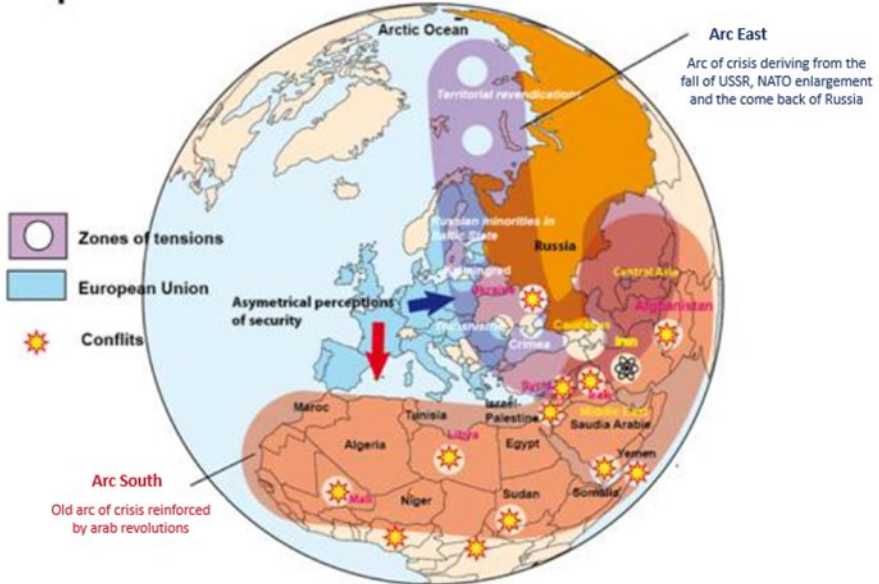 Arctic Ocean
Arc East
Arc of crisis deriving from the
fall of USSR, NATO enlargement
and the come back of Russia
Territorial revendications
Zones of tensions
European Union
Conflits
Russian minorities in
Baltic State
Russia
Central Asia
Ukraine
Afghanistan
Asymetrical perceptions
of security
Transnistria
Caucasus
Crimea
Iran
Syria
Irak
Israël-
Palestine
Middle East
Saudia Arabie
Maroc
Tunisia
Algeria
Libya
Egypt
Yemen
Mali
Niger
Sudan
Somalia
Arc South
Old arc of crisis reinforced
by arab revolutions